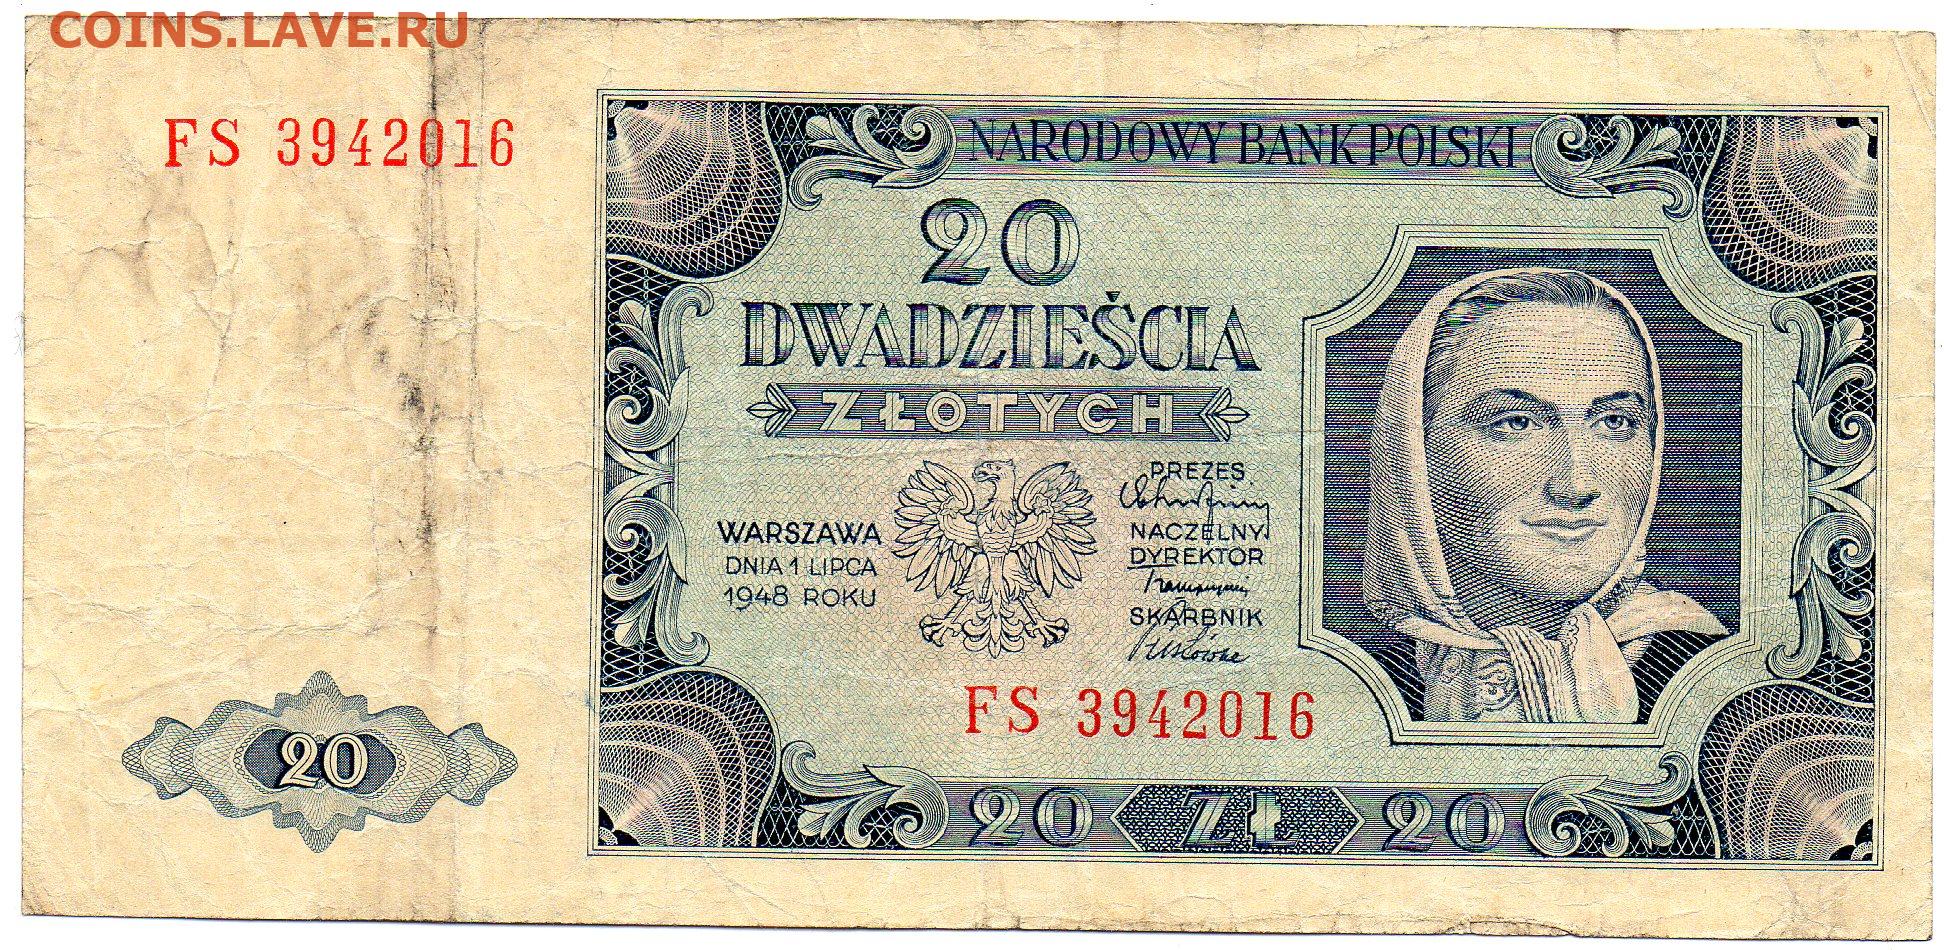 COINS.LAVE.RU
FS 3942016
NARODOWY BANK POLSKI
20
DWADZIEŚCIA
ZŁOTYCH
PREZES
WARSZAWA
DNIA 1 LIPCA
1948 ROKU
NACZELNY
DYREKTOR
SKARBNIK
FS 3942016
20
20 ZŁ 20